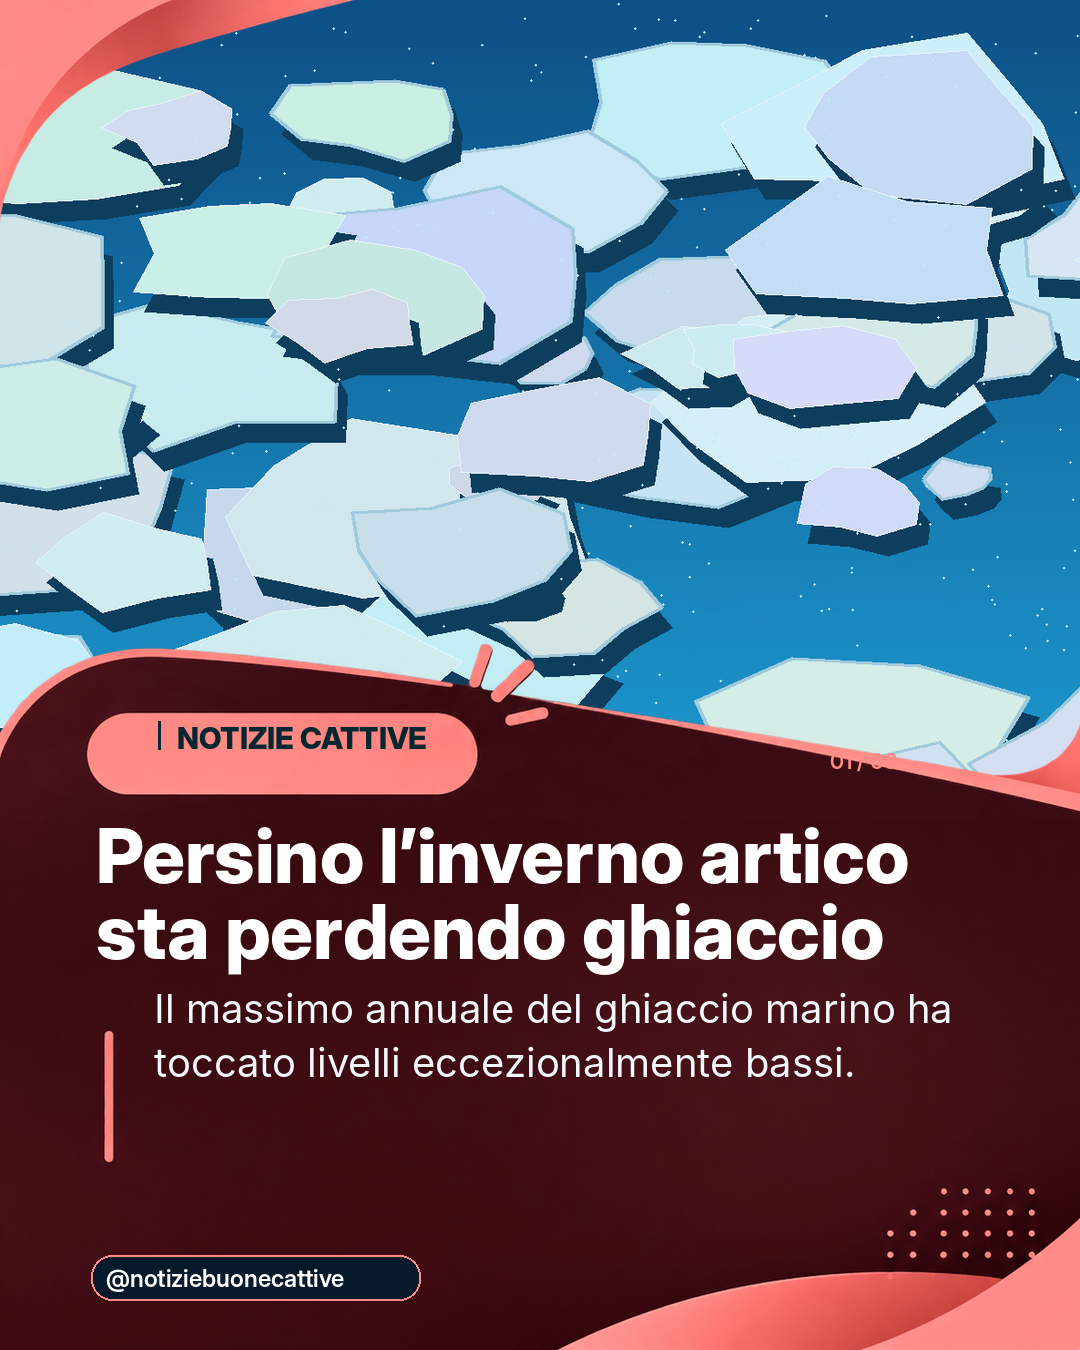 NOTIZIE CATTIVE
Persino l’inverno artico
sta perdendo ghiaccio
Il massimo annuale del ghiaccio marino ha
toccato livelli eccezionalmente bassi.
@notiziebuonecattive